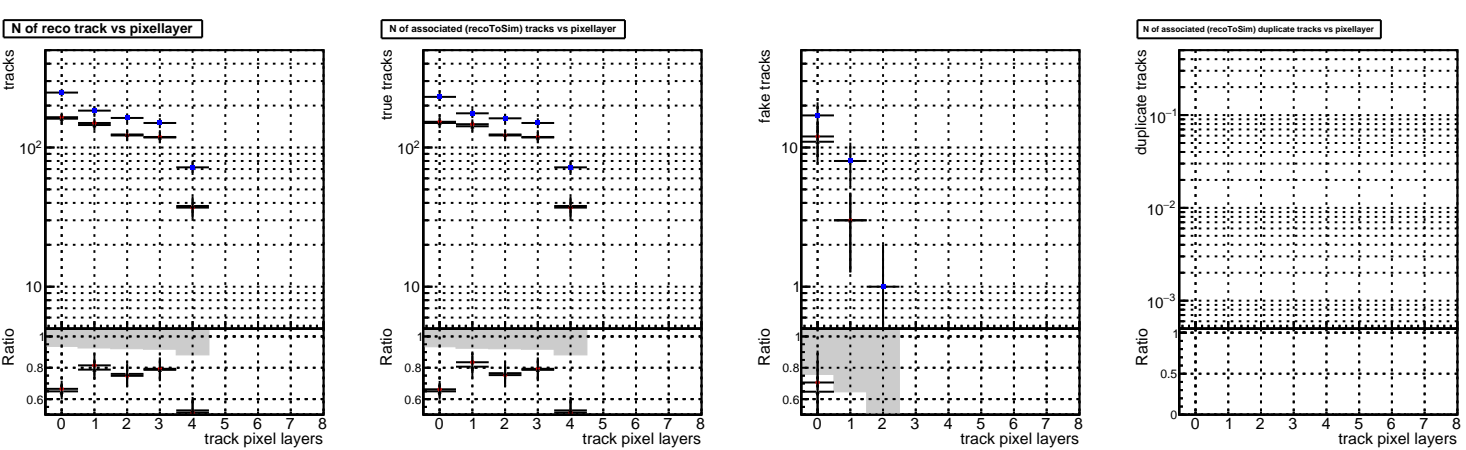 N of reco track vs pixellayer
tracks
10²
10
Ratio
1
0.8
0.6
0 1 2 3 4 5 6 7 8
track pixel layers
N of associated (recoToSim) tracks vs pixellayer
true tracks
10²
10
Ratio
1
0.8
0.6
0 1 2 3 4 5 6 7 8
track pixel layers
fake tracks
10
1
Ratio
1
0.8
0.6
0 1 2 3 4 5 6 7 8
track pixel layers
N of associated (recoToSim) duplicate tracks vs pixellayer
duplicate tracks
10⁻¹
10⁻²
10⁻³
Ratio
1
0.5
0
0 1 2 3 4 5 6 7 8
track pixel layers